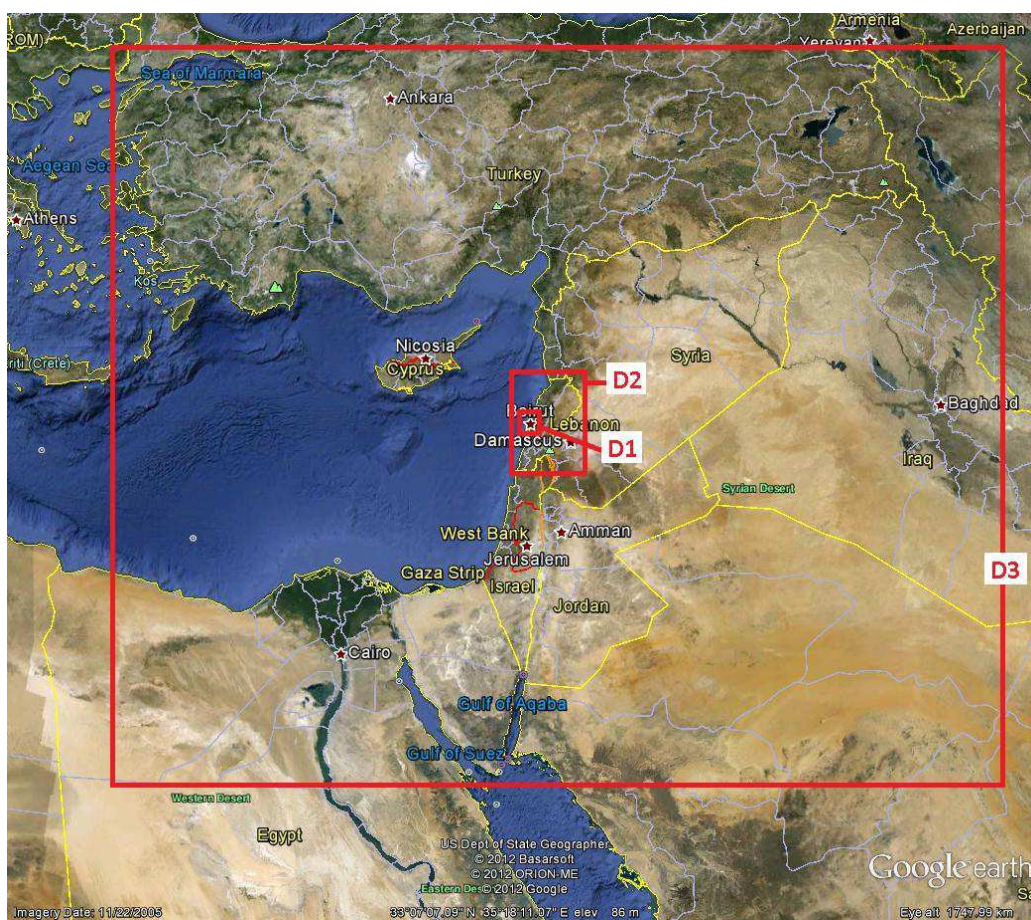 ROM)
Armenia
Azerbaijan
Yerevan
Sea of Marmara
Ankara
Aegean Sea
Turkey
Athens
Kos
riti (Crete)
Nicosia
Cyprus
Syria
D2
Beirut
Lebanon
Baghdad
Damascus
D1
Iraq
Syrian Desert
West Bank
Amman
Jerusalem
Gaza Strip
Israel
D3
Jordan
Cairo
Gulf of Aqaba
Gulf of Suez
Western Desert
Egypt
US Dept of State Geographer
© 2012 Basarsoft
© 2012 ORION-ME
© 2012 Google
Google earth
Eastern Des
Sa
Imagery Date: 11/22/2005
33°07'07.09" N 35°18'11.07" E elev 86 m
Eye alt 1747.99 km